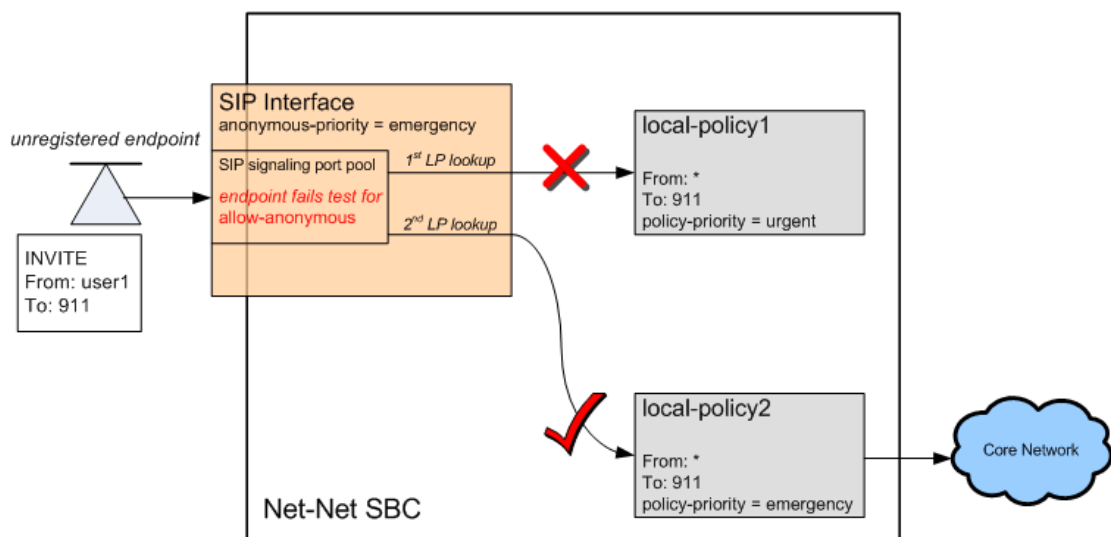 unregistered endpoint
INVITE
From: user1
To: 911
SIP Interface
anonymous-priority = emergency
SIP signaling port pool
endpoint fails test for
allow-anonymous
1st LP lookup
2nd LP lookup
local-policy1
From: *
To: 911
policy-priority = urgent
local-policy2
From: *
To: 911
policy-priority = emergency
Core Network
Net-Net SBC